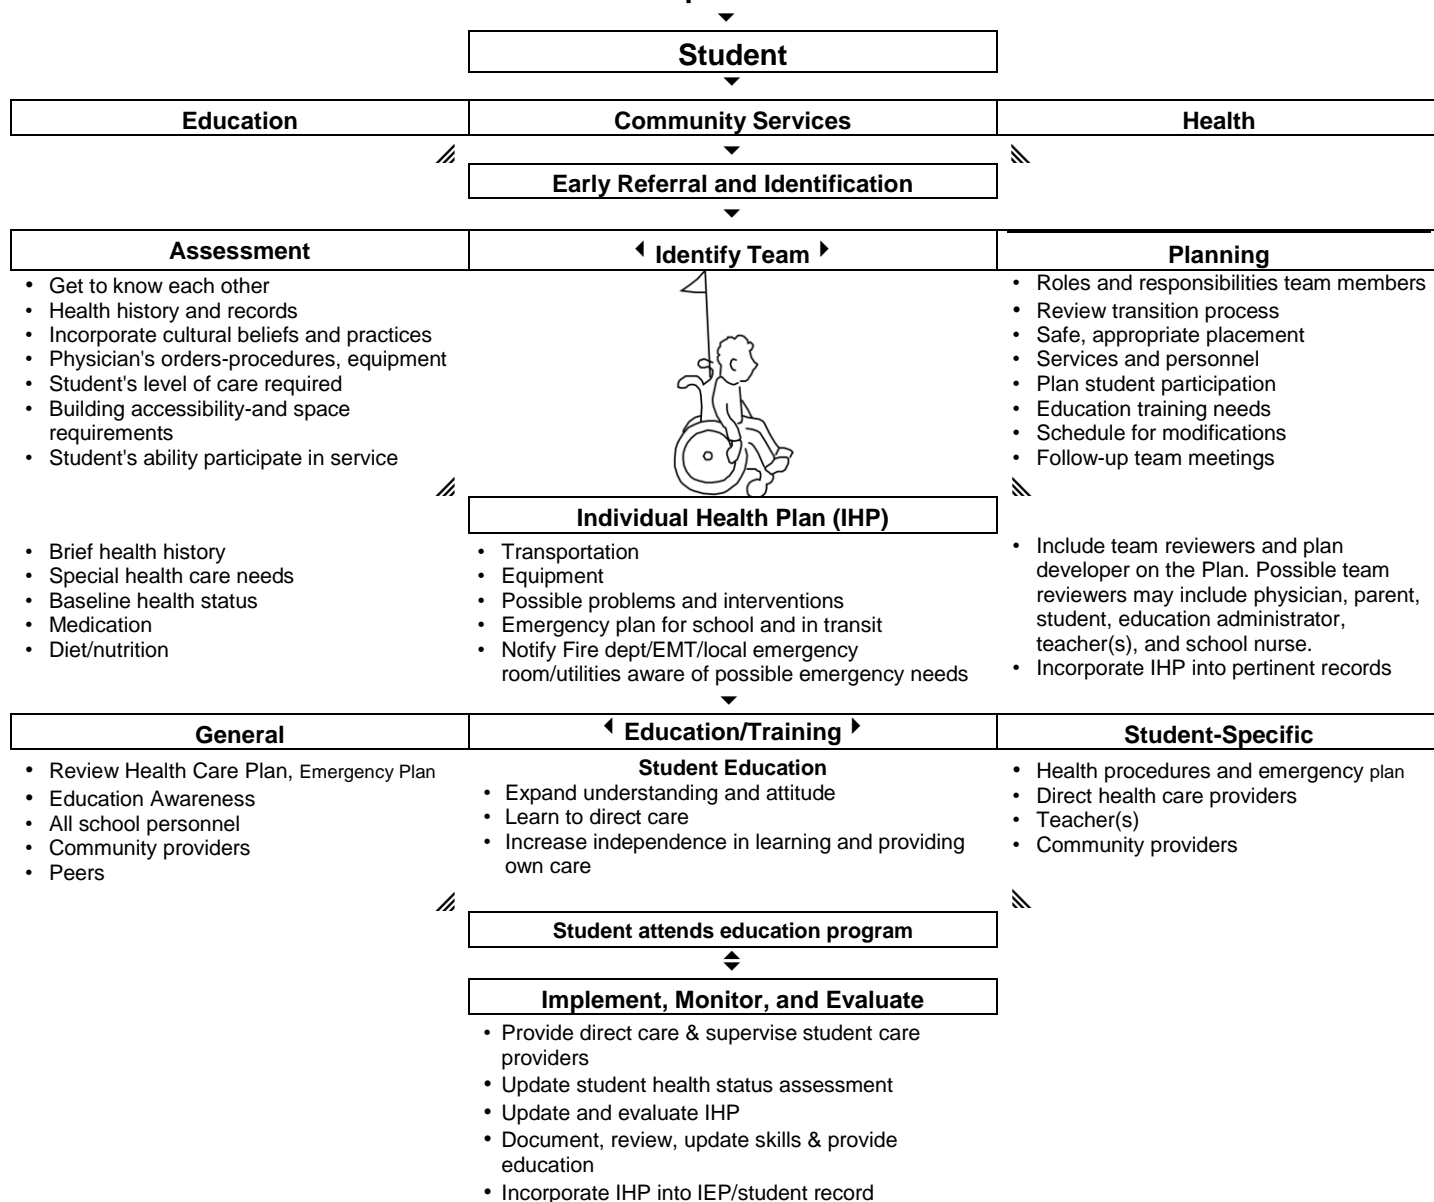 Student
Education
Community Services
Health
Early Referral and Identification
Assessment
Identify Team
Planning
• Get to know each other
• Health history and records
• Incorporate cultural beliefs and practices
• Physician's orders-procedures, equipment
• Student's level of care required
• Building accessibility-and space
requirements
• Student's ability participate in service
• Roles and responsibilities team members
• Review transition process
• Safe, appropriate placement
• Services and personnel
• Plan student participation
• Education training needs
• Schedule for modifications
• Follow-up team meetings
Individual Health Plan (IHP)
• Brief health history
• Special health care needs
• Baseline health status
• Medication
• Diet/nutrition
• Transportation
• Equipment
• Possible problems and interventions
• Emergency plan for school and in transit
• Notify Fire dept/EMT/local emergency
room/utilities aware of possible emergency needs
• Include team reviewers and plan
developer on the Plan. Possible team
reviewers may include physician, parent,
student, education administrator,
teacher(s), and school nurse.
• Incorporate IHP into pertinent records
General
Education/Training
Student-Specific
• Review Health Care Plan, Emergency Plan
• Education Awareness
• All school personnel
• Community providers
• Peers
Student Education
• Expand understanding and attitude
• Learn to direct care
• Increase independence in learning and providing
own care
• Health procedures and emergency plan
• Direct health care providers
• Teacher(s)
• Community providers
Student attends education program
Implement, Monitor, and Evaluate
• Provide direct care & supervise student care
providers
• Update student health status assessment
• Update and evaluate IHP
• Document, review, update skills & provide
education
• Incorporate IHP into IEP/student record